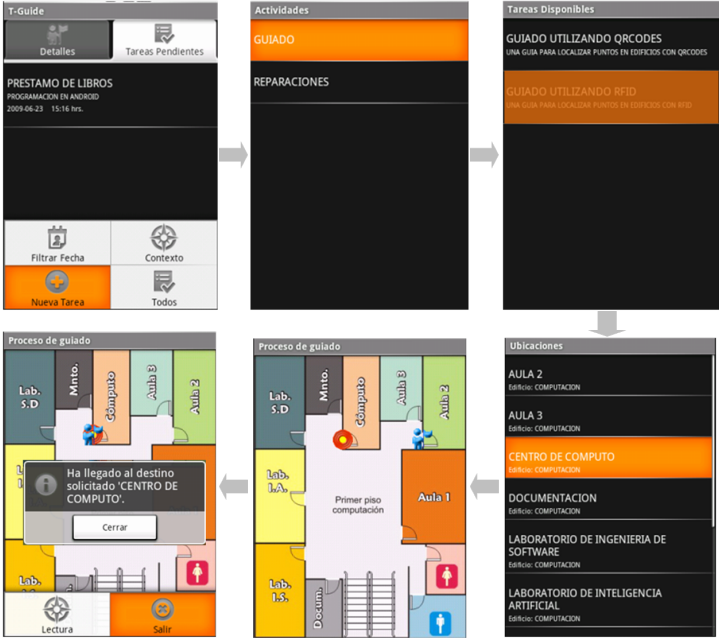 T-Guide
Detalles
Tareas Pendientes
PRESTAMO DE LIBROS
PROGRAMACION EN ANDROID
2009-06-23 15:16 hrs.
Filtrar Fecha
Contexto
Nueva Tarea
Todos
Actividades
GUIADO
REPARACIONES
Tareas Disponibles
GUIADO UTILIZANDO QRCODES
UNA GUIA PARA LOCALIZAR PUNTOS EN EDIFICIOS CON QRCODES
GUIADO UTILIZANDO RFID
UNA GUIA PARA LOCALIZAR PUNTOS EN EDIFICIOS CON RFID
Ubicaciones
AULA 2
Edificio: COMPUTACION
AULA 3
Edificio: COMPUTACION
CENTRO DE COMPUTO
Edificio: COMPUTACION
DOCUMENTACION
Edificio: COMPUTACION
LABORATORIO DE INGENIERIA DE
SOFTWARE
Edificio: COMPUTACION
LABORATORIO DE INTELIGENCIA
ARTIFICIAL
Edificio: COMPUTACION
Proceso de guiado
Lab.
S.D
Mnto.
Cómputo
Aula 3
Aula 2
Lab.
I.A.
Primer piso
computación
Aula 1
Lab.
I.S.
Docum.
Proceso de guiado
Lab.
S.D
Mnto.
Cómputo
Aula 3
Aula 2
Ha llegado al destino
solicitado 'CENTRO DE
COMPUTO'.
Cerrar
Lab.
Lectura
Salir